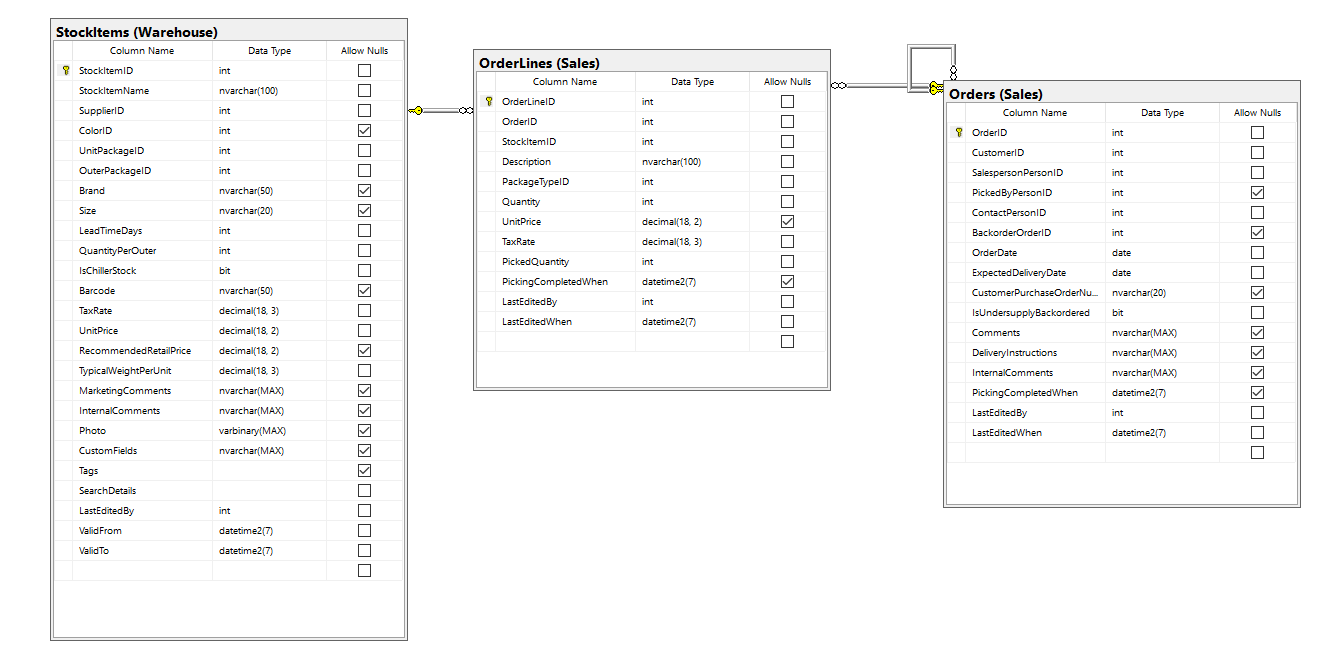 StockItems (Warehouse)
Column Name Data Type Allow Nulls
StockItemID int
StockItemName nvarchar(100)
SupplierID int
ColorID int
UnitPackageID int
OuterPackageID int
Brand nvarchar(50)
Size nvarchar(20)
LeadTimeDays int
QuantityPerOuter int
IsChillerStock bit
Barcode nvarchar(50)
TaxRate decimal(18, 3)
UnitPrice decimal(18, 2)
RecommendedRetailPrice decimal(18, 2)
TypicalWeightPerUnit decimal(18, 3)
MarketingComments nvarchar(MAX)
InternalComments nvarchar(MAX)
Photo varbinary(MAX)
CustomFields nvarchar(MAX)
Tags
SearchDetails
LastEditedBy int
ValidFrom datetime2(7)
ValidTo datetime2(7)
OrderLines (Sales)
Column Name Data Type Allow Nulls
OrderLineID int
OrderID int
StockItemID int
Description nvarchar(100)
PackageTypeID int
Quantity int
UnitPrice decimal(18, 2)
TaxRate decimal(18, 3)
PickedQuantity int
PickingCompletedWhen datetime2(7)
LastEditedBy int
LastEditedWhen datetime2(7)
Orders (Sales)
Column Name Data Type Allow Nulls
OrderID int
CustomerID int
SalespersonPersonID int
PickedByPersonID int
ContactPersonID int
BackorderOrderID int
OrderDate date
ExpectedDeliveryDate date
CustomerPurchaseOrderNu... nvarchar(20)
IsUndersupplyBackordered bit
Comments nvarchar(MAX)
DeliveryInstructions nvarchar(MAX)
InternalComments nvarchar(MAX)
PickingCompletedWhen datetime2(7)
LastEditedBy int
LastEditedWhen datetime2(7)